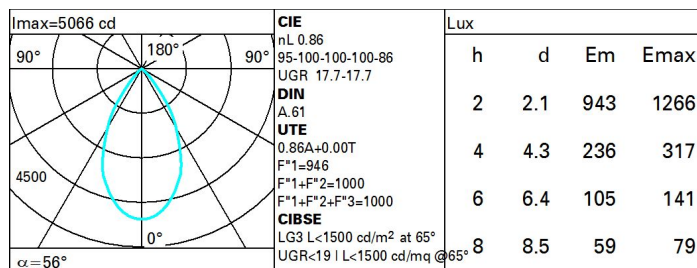 Imax=5066 cd
90°
180°
90°
4500
0°
α=56°
CIE
nL 0.86
95-100-100-100-86
UGR 17.7-17.7
DIN
A.61
UTE
0.86A+0.00T
F"1=946
F"1+F"2=1000
F"1+F"2+F"3=1000
CIBSE
LG3 L<1500 cd/m² at 65°
UGR<19 | L<1500 cd/mq @65°
Lux
h d Em Emax
2 2.1 943 1266
4 4.3 236 317
6 6.4 105 141
8 8.5 59 79